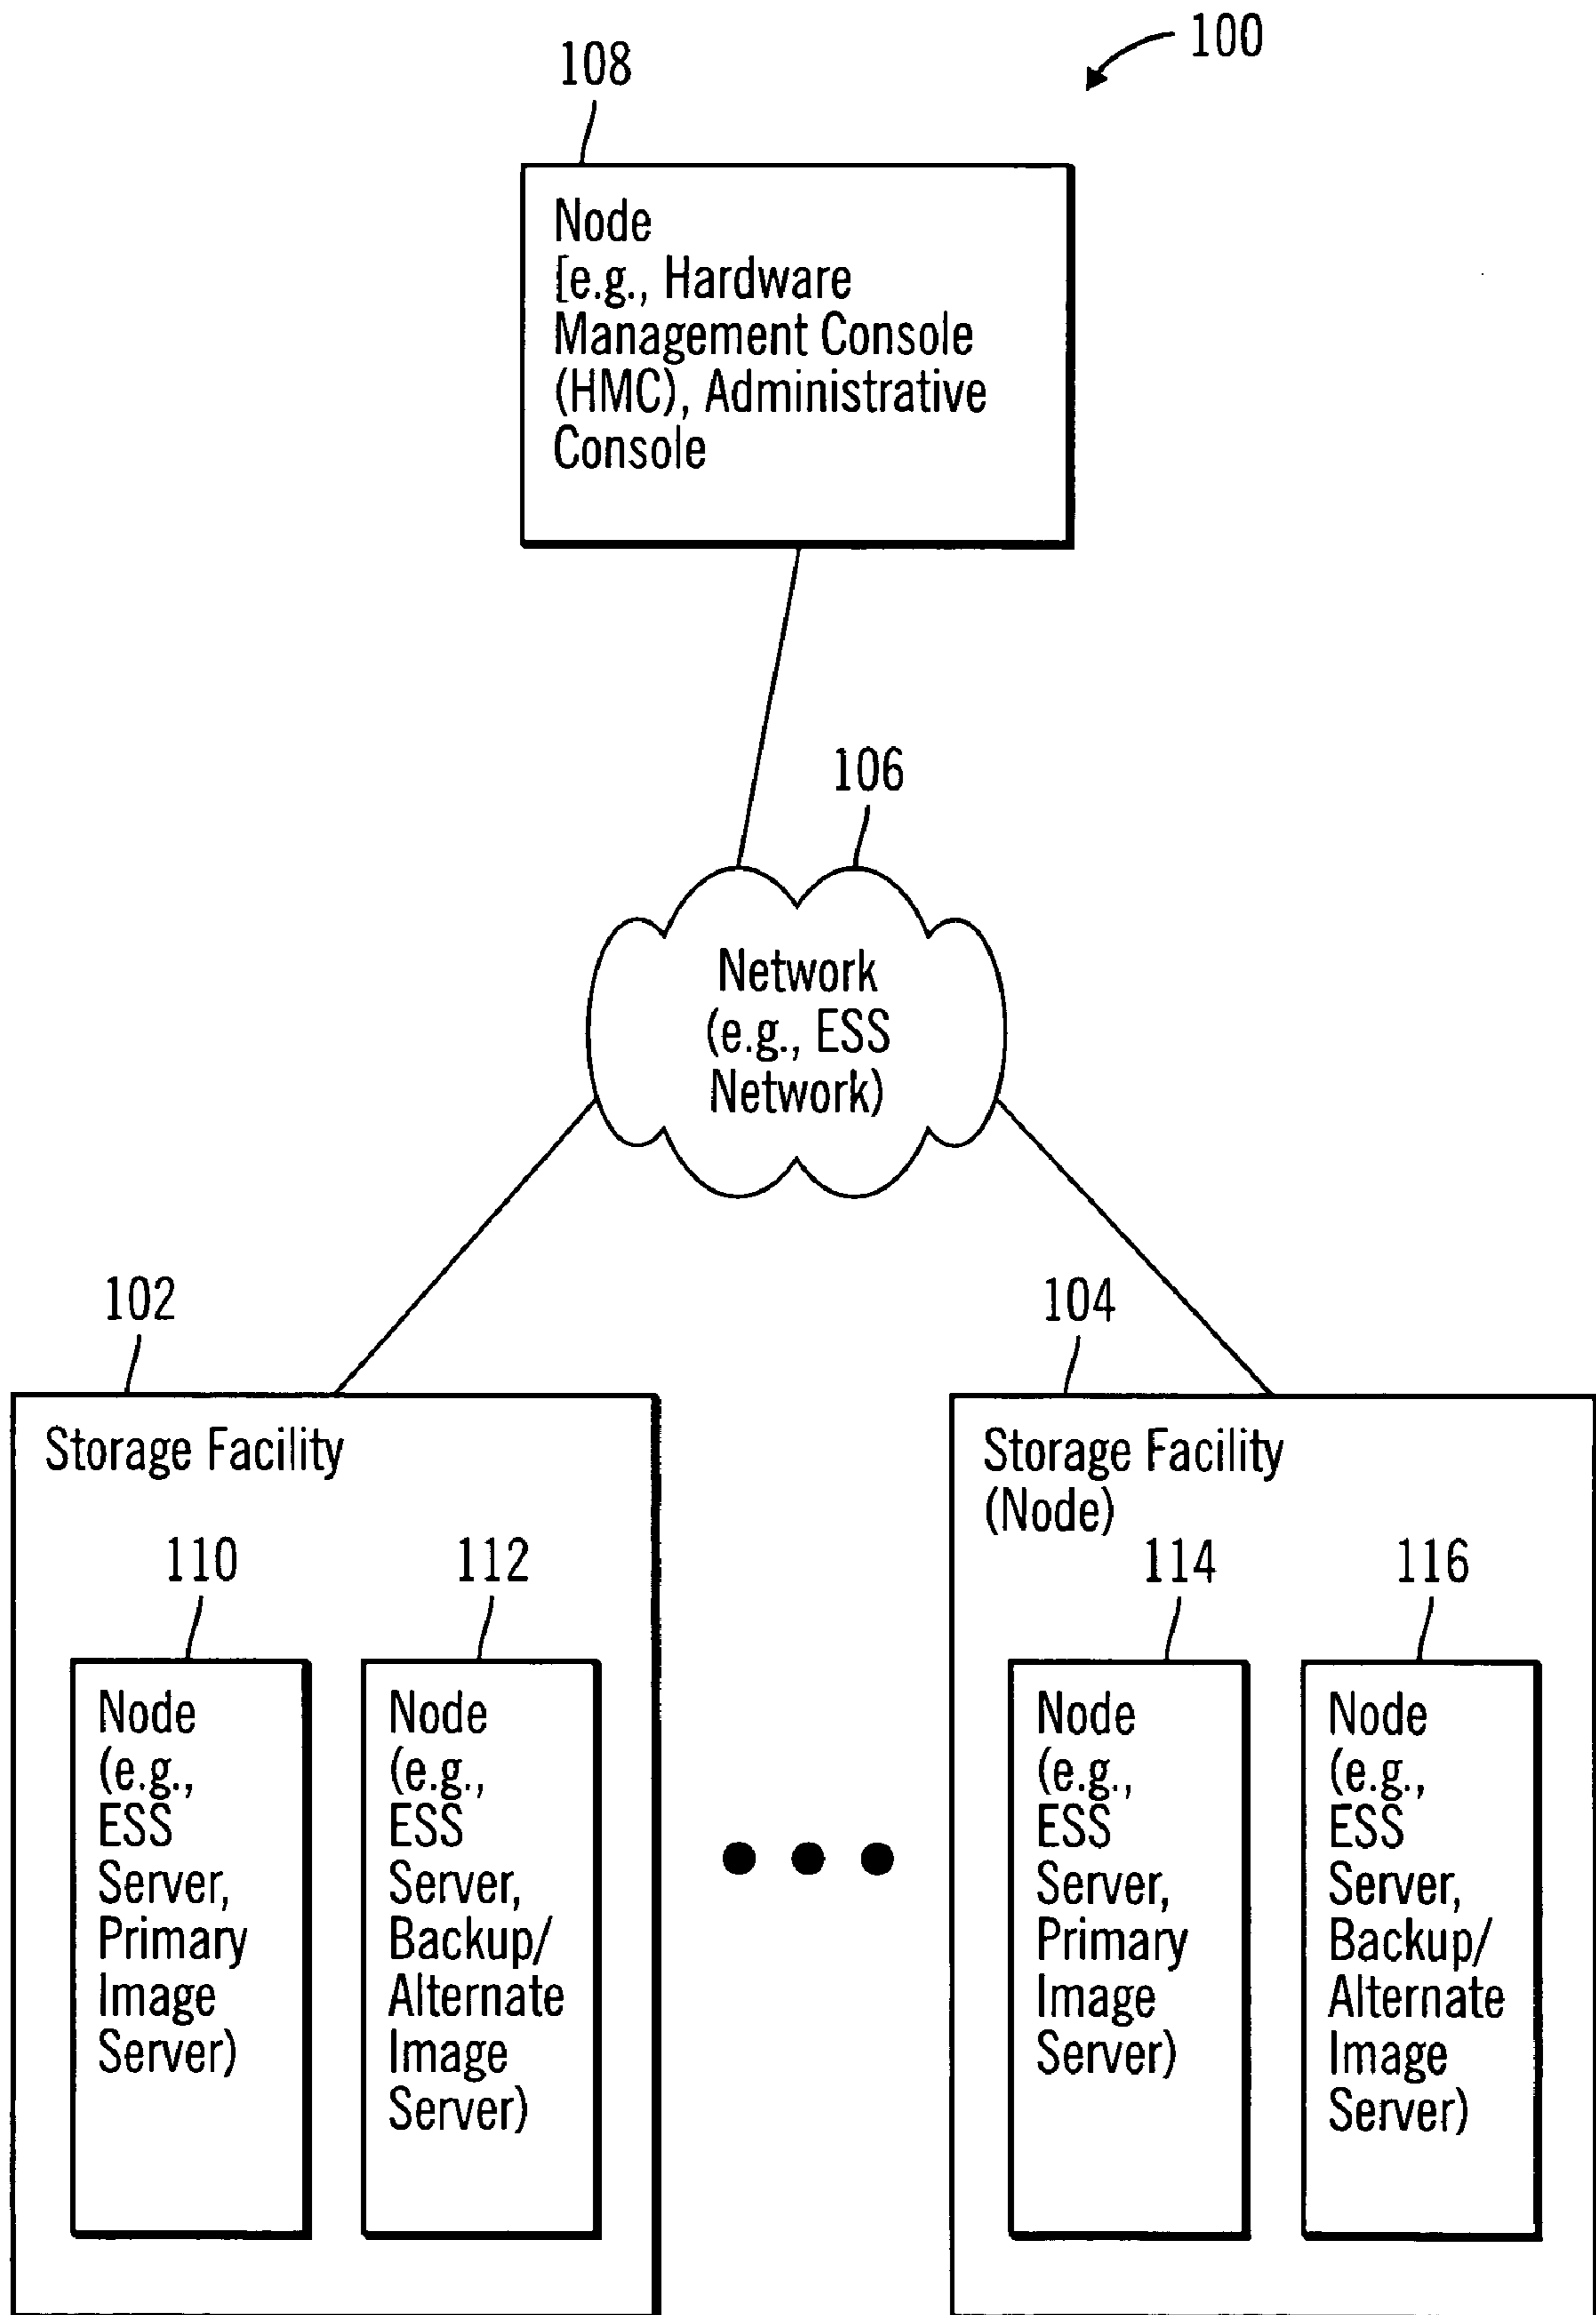 100
108
Node
[e.g., Hardware
Management Console
(HMC), Administrative
Console
106
Network
(e.g., ESS
Network)
102
Storage Facility
110
Node
(e.g.,
ESS
Server,
Primary
Image
Server)
112
Node
(e.g.,
ESS
Server,
Backup/
Alternate
Image
Server)
104
Storage Facility
(Node)
114
Node
(e.g.,
ESS
Server,
Primary
Image
Server)
116
Node
(e.g.,
ESS
Server,
Backup/
Alternate
Image
Server)